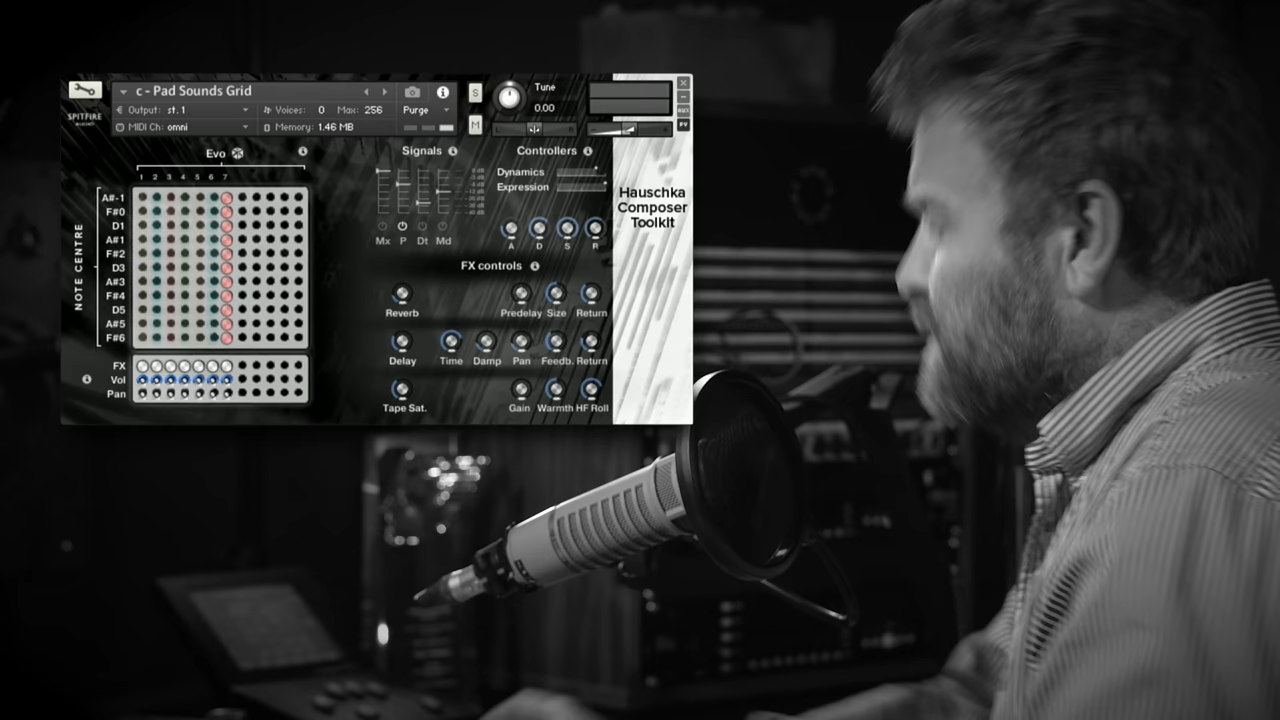 c - Pad Sounds Grid
S
Tune
SPITFIRE
Output: st.1
Voices: 0 Max: 256
Purge
0.00
AUX
MIDI Ch: omni
Memory: 1.46 MB
M
L
R
PV
Evo
Signals
Controllers
1 2 3 4 5 6 7
Dynamics
Expression
A#-1
F#0
D1
A#1
F#2
D3
A#3
F#4
D5
A#5
F#6
NOTE CENTRE
Hauschka
Composer
Toolkit
Mx P Dt Md
A D S R
FX controls
Reverb Predelay Size Return
Delay Time Damp Pan Feedb. Return
Tape Sat. Gain Warmth HF Roll
FX
Vol
Pan